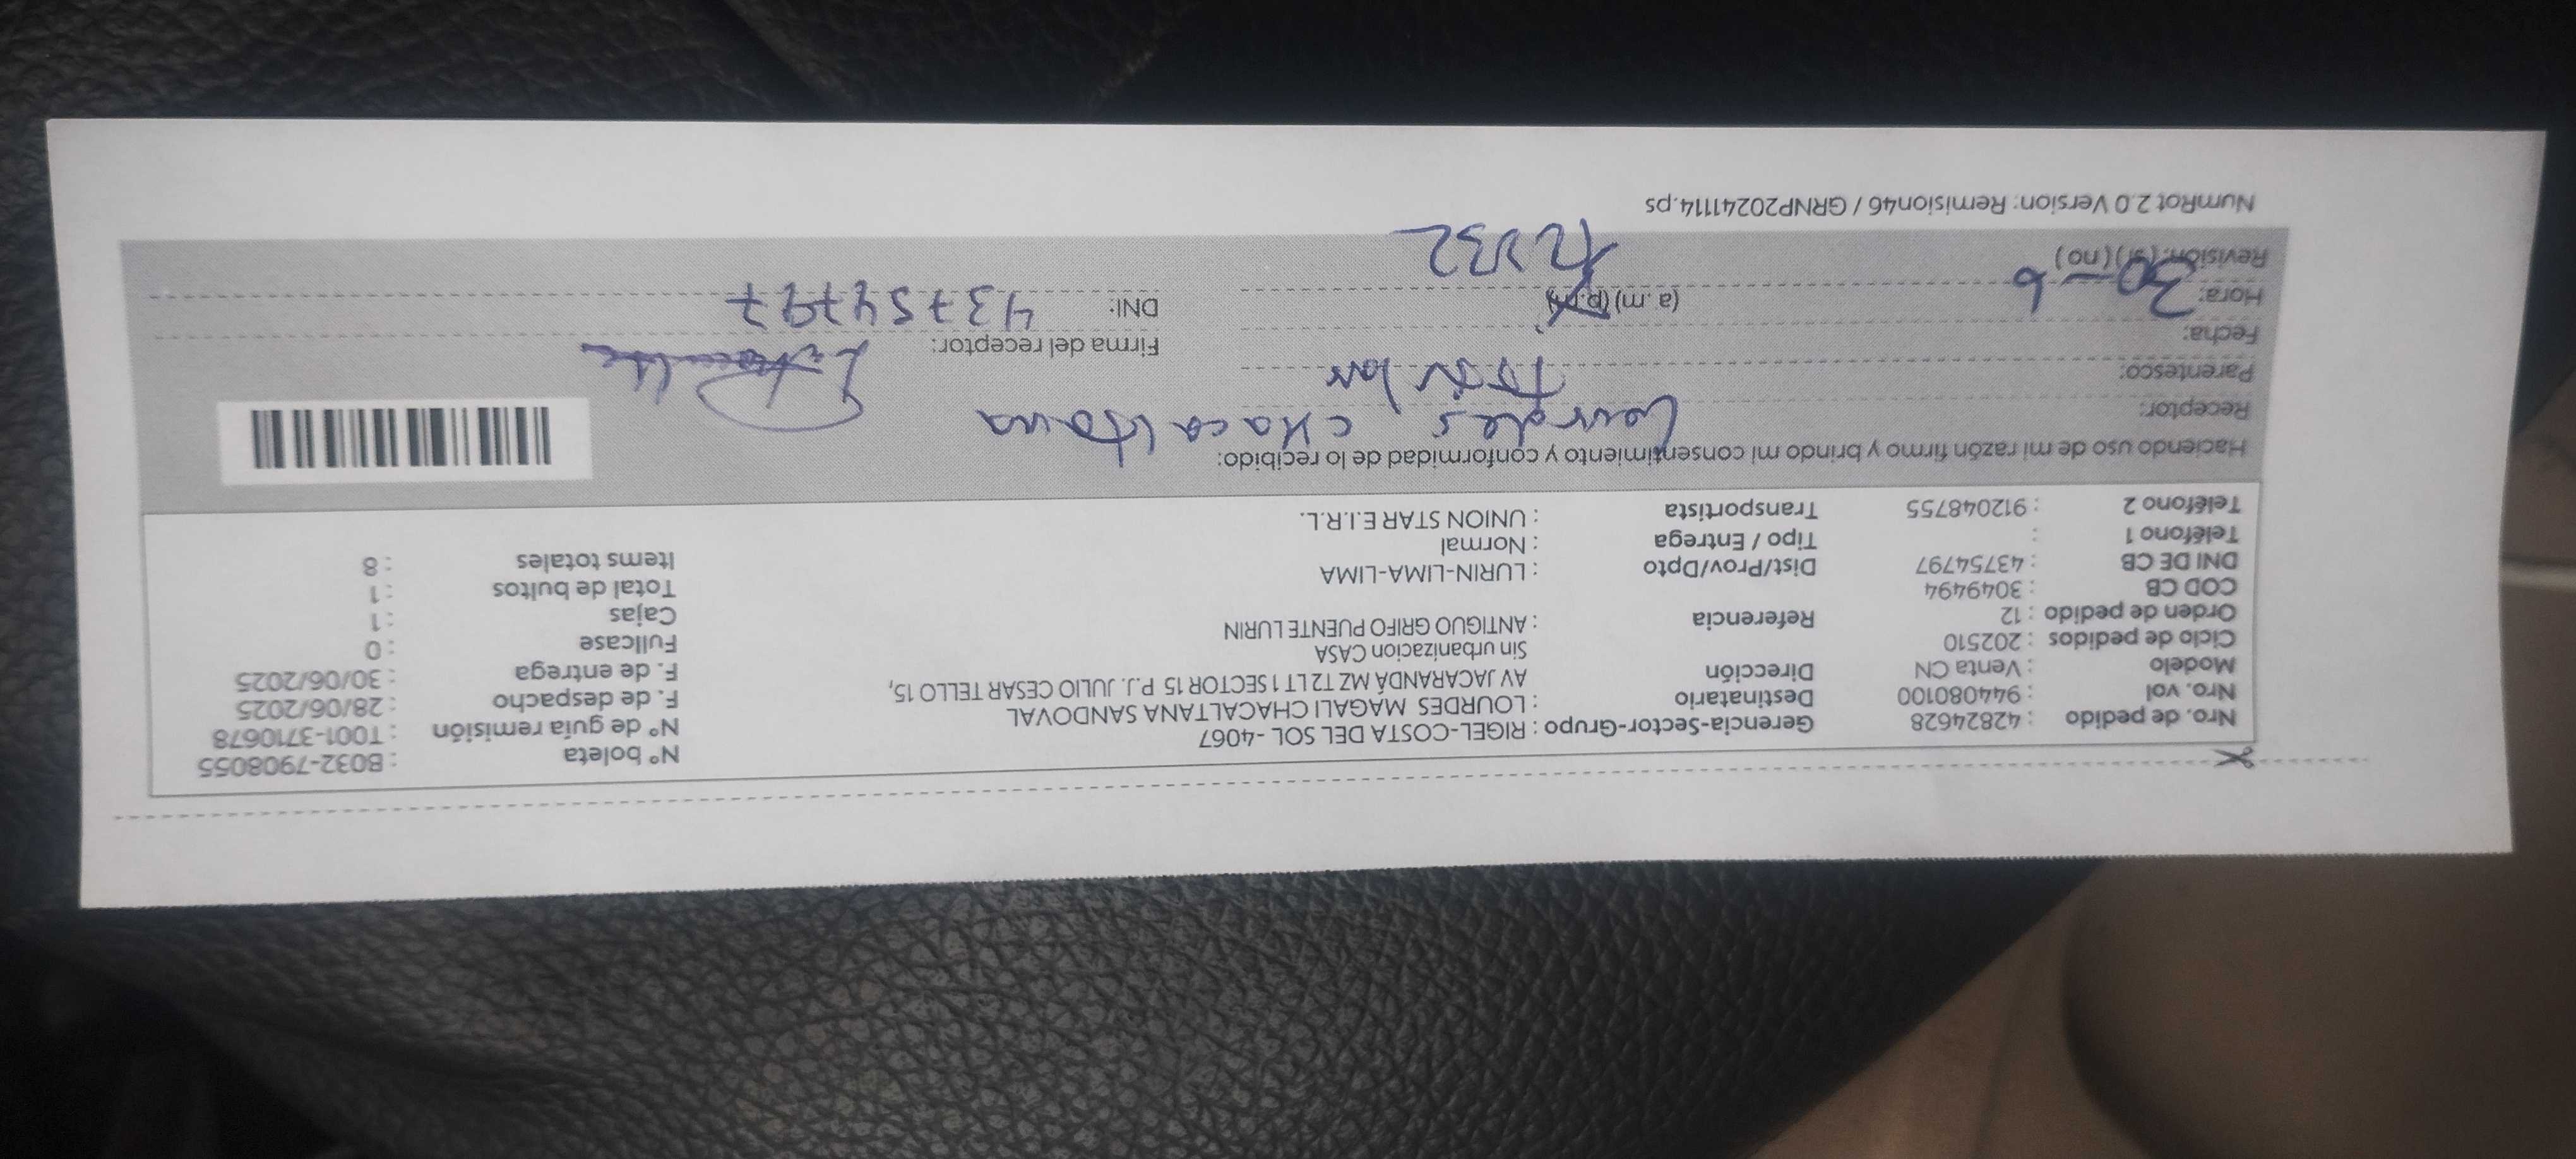 Nro. de pedido : 42824628 Gerencia-Sector-Grupo : RIGEL-COSTA DEL SOL -4067 N° boleta : B032-7908055
Nro. vol : 944080100 Destinatario : LOURDES MAGALI CHACALTANA SANDOVAL N° de guía remisión : T001-3710678
Modelo : Venta CN Dirección AV JACARANDÁ MZ T2 LT 1 SECTOR 15 P.J. JULIO CESAR TELLO 15, F. de despacho : 28/06/2025
Ciclo de pedidos : 202510 Sin urbanizacion CASA F. de entrega : 30/06/2025
Orden de pedido : 12 Referencia : ANTIGUO GRIFO PUENTE LURIN Fullcase : 0
COD CB : 3049494 Cajas : 1
DNI DE CB : 43754797 Dist/Prov/Dpto : LURIN-LIMA-LIMA Total de bultos : 1
Teléfono 1 : Tipo / Entrega : Normal Items totales : 8
Teléfono 2 : 912048755 Transportista : UNION STAR E.I.R.L.
Haciendo uso de mi razón firmo y brindo mi consentimiento y conformidad de lo recibido:
Receptor: Lourdes chacaltana
Parentesco: Titular
Fecha: 30-6 Firma del receptor:
Hora: (a.m) (p.m) DNI: 43754797
Revisión: (si) (no) 12:32
NumRot 2.0 Version: Remision46 / GRNP20241114.ps